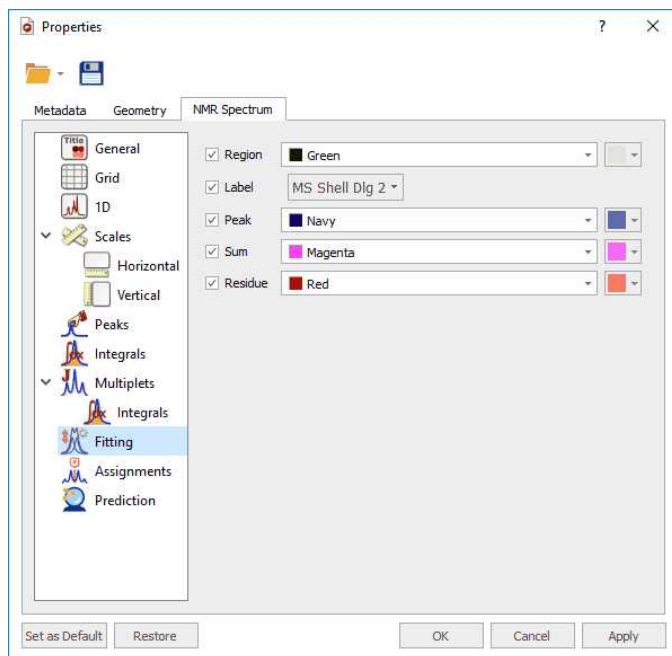 Properties
?
Metadata Geometry NMR Spectrum
Title
General
Grid
1D
Scales
Horizontal
Vertical
Peaks
Integrals
Multiplets
Integrals
Fitting
Assignments
Prediction
Region Green
Label MS Shell Dlg 2
Peak Navy
Sum Magenta
Residue Red
Set as Default Restore OK Cancel Apply